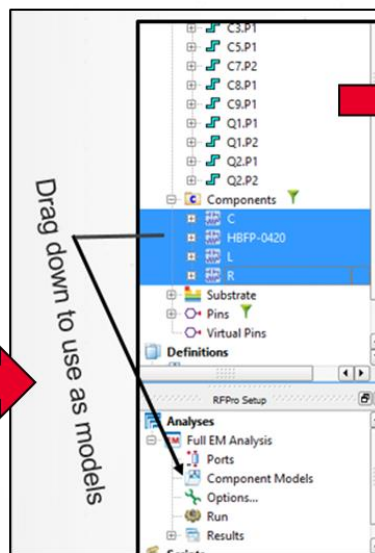 C3.P1
C5.P1
C7.P2
C8.P1
C9.P1
Q1.P1
Q1.P2
Q2.P1
Q2.P2
Components
C
HBFP-0420
L
R
Substrate
Pins
Virtual Pins
Definitions
RFPro Setup
Analyses
EM Full EM Analysis
Ports
Component Models
Options...
Run
Results
Drag down to use as models